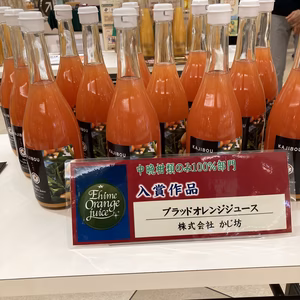 KAJIBOU
KAJIBOU
Ehime
Orange
Juice
中晩柑類のみ100%部門
入賞作品
ブラッドオレンジジュース
株式会社 かじ坊